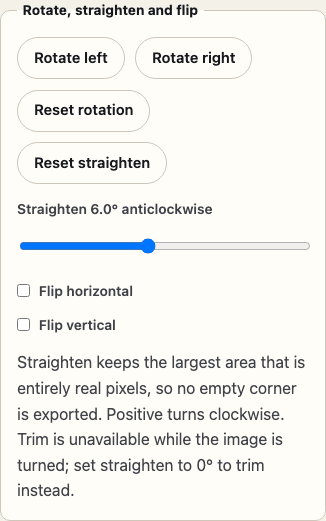 Rotate, straighten and flip
Rotate left
Rotate right
Reset rotation
Reset straighten
Straighten 6.0° anticlockwise
Flip horizontal
Flip vertical
Straighten keeps the largest area that is
entirely real pixels, so no empty corner
is exported. Positive turns clockwise.
Trim is unavailable while the image is
turned; set straighten to 0° to trim
instead.